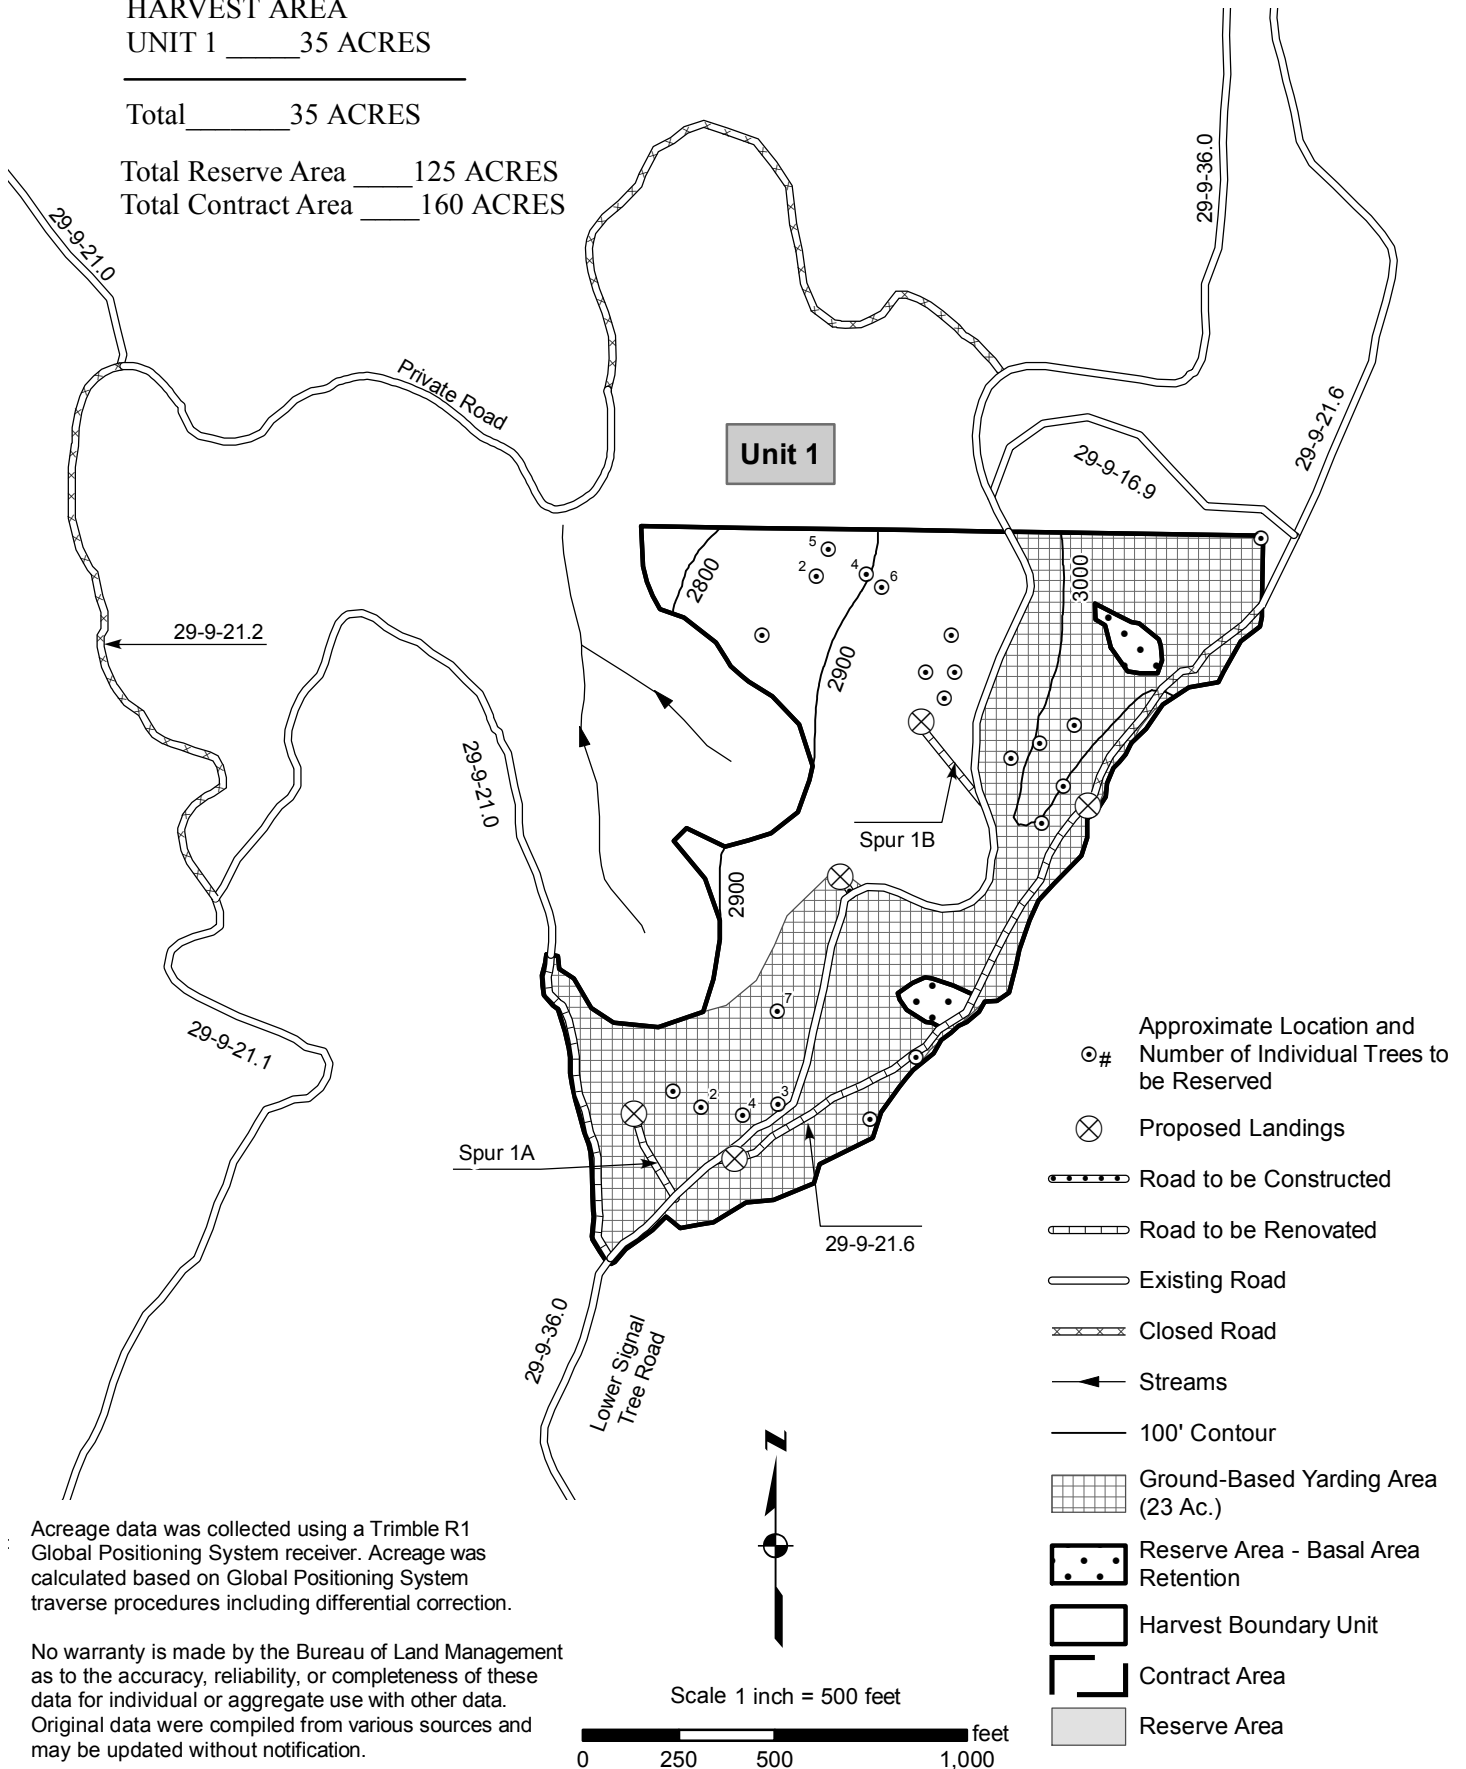 HARVEST AREA
UNIT 1 _____35 ACRES
Total_______35 ACRES
Total Reserve Area ____125 ACRES
Total Contract Area ____160 ACRES
29-9-21.0
29-9-36.0
Private Road
29-9-21.6
Unit 1
29-9-16.9
5
2
4
6
2800
3000
29-9-21.2
2900
29-9-21.0
Spur 1B
2900
7
29-9-21.1
2
4
3
Spur 1A
29-9-21.6
29-9-36.0
Lower Signal
Tree Road
#
Approximate Location and
Number of Individual Trees to
be Reserved
Proposed Landings
Road to be Constructed
Road to be Renovated
Existing Road
Closed Road
Streams
100' Contour
Ground-Based Yarding Area
(23 Ac.)
Reserve Area - Basal Area
Retention
Harvest Boundary Unit
Contract Area
Reserve Area
Z
Acreage data was collected using a Trimble R1
Global Positioning System receiver. Acreage was
calculated based on Global Positioning System
traverse procedures including differential correction.
No warranty is made by the Bureau of Land Management
as to the accuracy, reliability, or completeness of these
data for individual or aggregate use with other data.
Original data were compiled from various sources and
may be updated without notification.
Scale 1 inch = 500 feet
feet
0 250 500 1,000